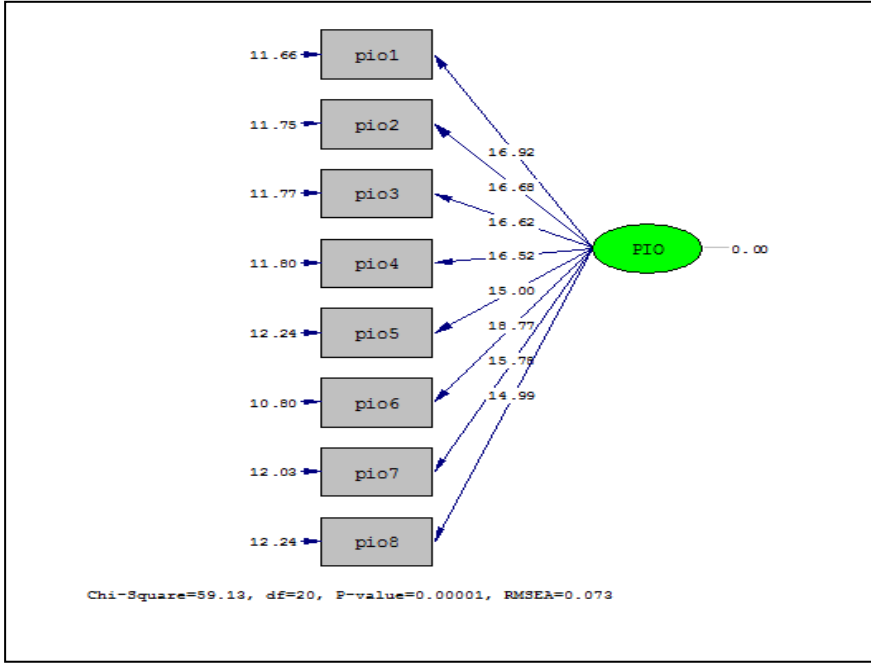 11.66 pio1
11.75 pio2
16.92
16.68
11.77 pio3
16.62
PIO 0.00
11.80 pio4
16.52
15.00
12.24 pio5
18.77
15.78
10.80 pio6
14.99
12.03 pio7
12.24 pio8
Chi-Square=59.13, df=20, P-value=0.00001, RMSEA=0.073